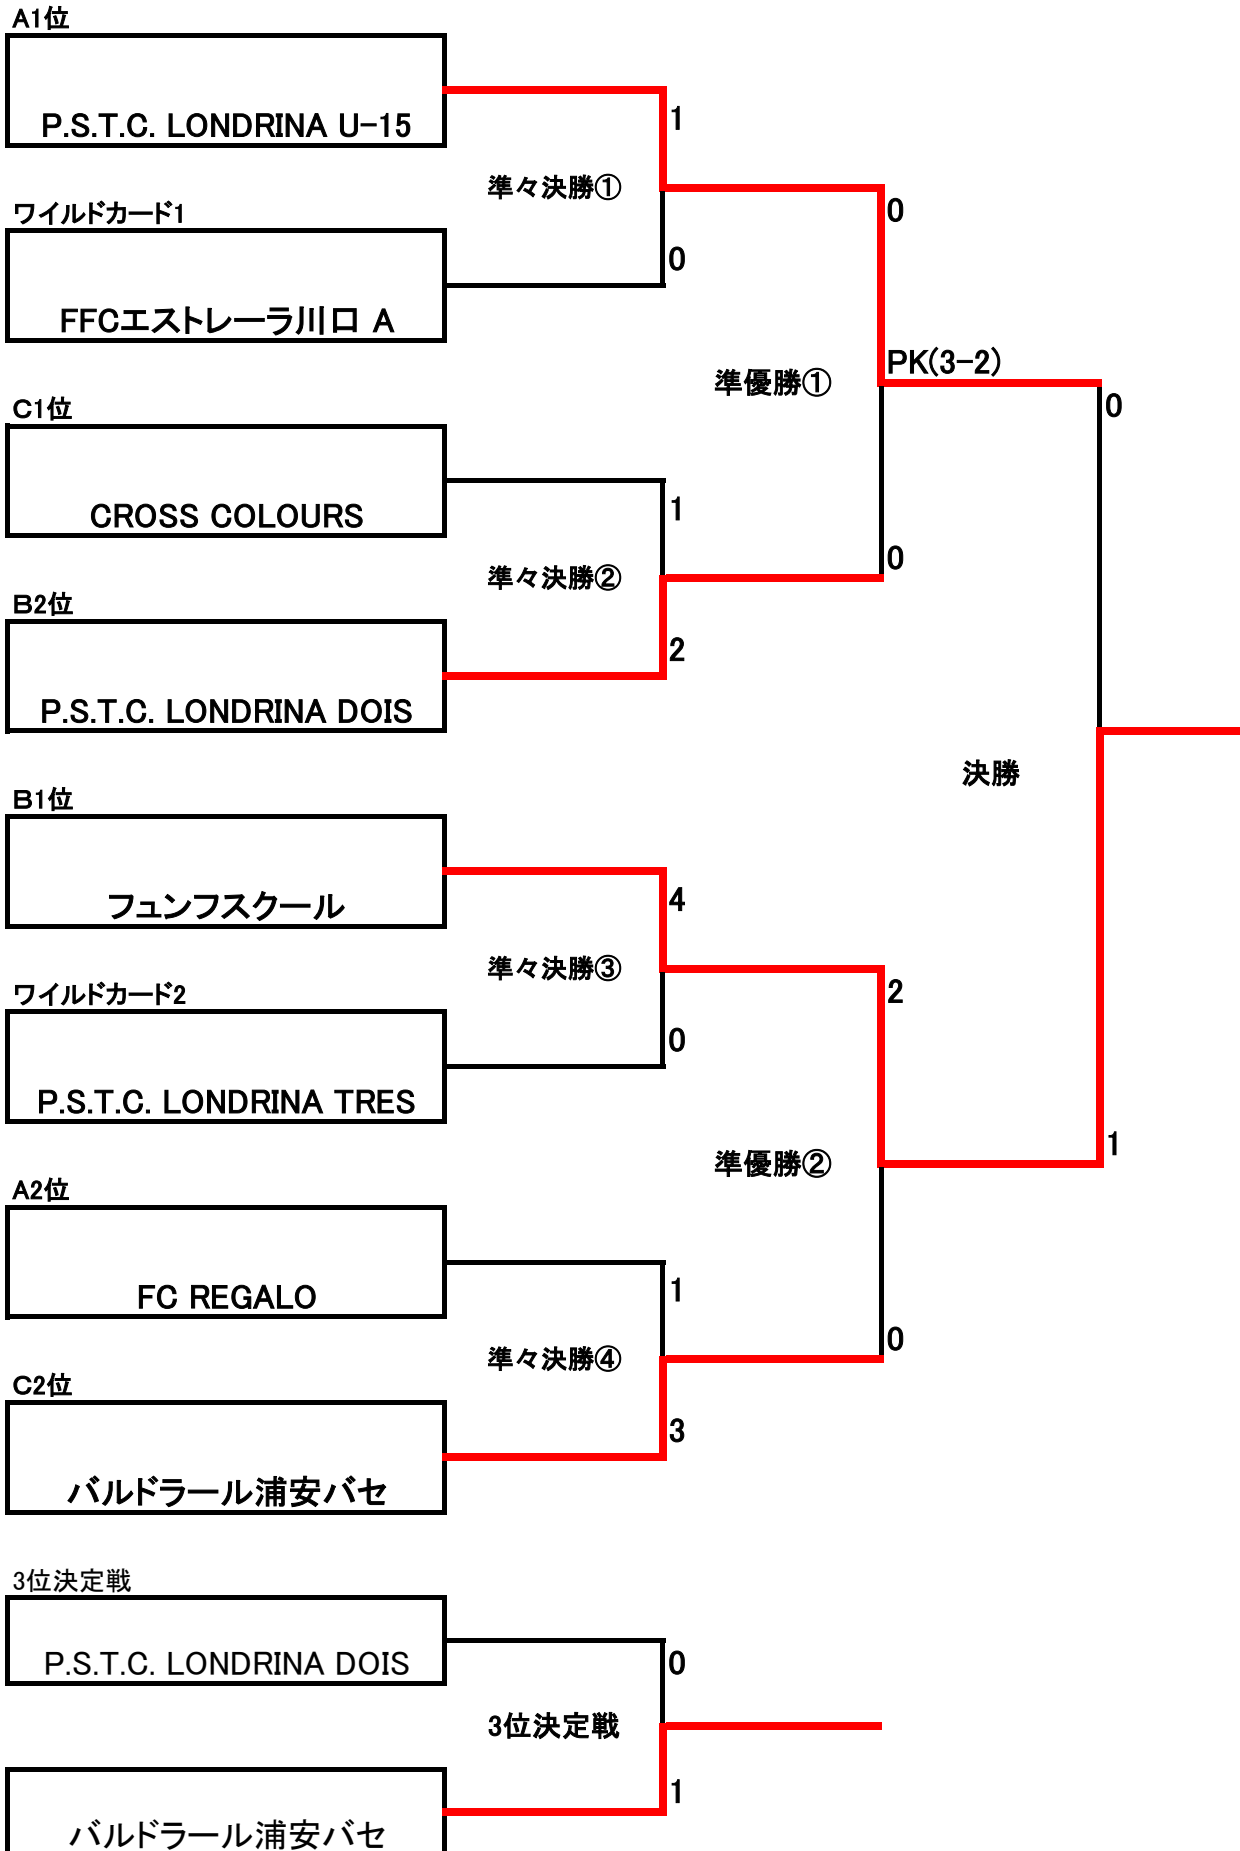 A1位
P.S.T.C. LONDRINA U-15
1
準々決勝①
ワイルドカード1
0
0
FFCエストレーラ川口 A
PK(3-2)
準優勝①
C1位
0
CROSS COLOURS
1
準々決勝②
0
B2位
2
P.S.T.C. LONDRINA DOIS
決勝
B1位
フュンフスクール
4
準々決勝③
ワイルドカード2
2
0
P.S.T.C. LONDRINA TRES
1
準優勝②
A2位
FC REGALO
1
0
準々決勝④
C2位
3
バルドラール浦安バセ
3位決定戦
P.S.T.C. LONDRINA DOIS
0
3位決定戦
1
バルドラール浦安バセ